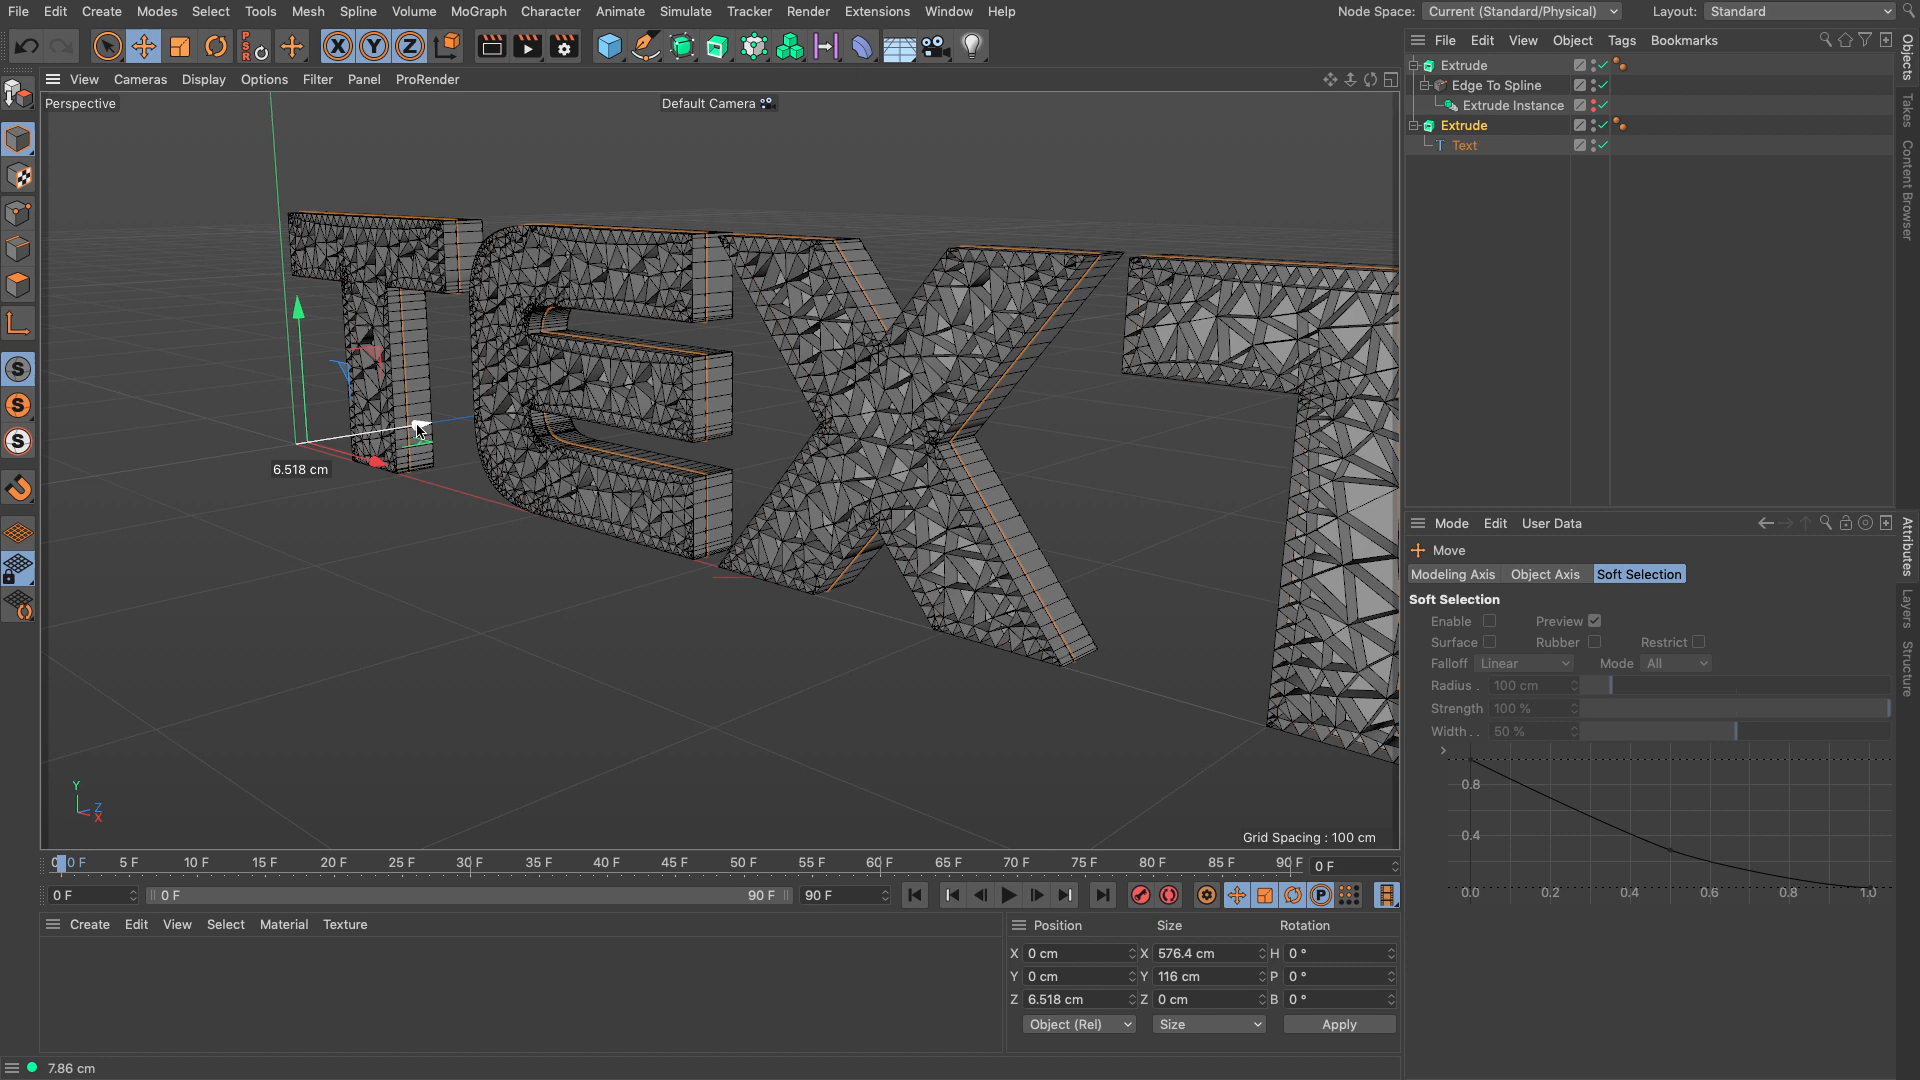 File Edit Create Modes Select Tools Mesh Spline Volume MoGraph Character Animate Simulate Tracker Render Extensions Window Help Node Space: Current (Standard/Physical) Layout: Standard
PSR X Y Z
File Edit View Object Tags Bookmarks
View Cameras Display Options Filter Panel ProRender
Perspective Default Camera
Extrude
Edge To Spline
Extrude Instance
Extrude
Text
Objects
Takes
Content Browser
TEXT
6.518 cm
Y
Z
X
Grid Spacing : 100 cm
Mode Edit User Data
Move
Modeling Axis Object Axis Soft Selection
Soft Selection
Enable Preview
Surface Rubber Restrict
Falloff Linear Mode All
Radius . 100 cm
Strength 100 %
Width . . 50 %
0.8
0.4
0.0 0.2 0.4 0.6 0.8 1.0
Attributes
Layers
Structure
0 F 5 F 10 F 15 F 20 F 25 F 30 F 35 F 40 F 45 F 50 F 55 F 60 F 65 F 70 F 75 F 80 F 85 F 90 F 0 F
0 F 0 F 90 F 90 F P
Create Edit View Select Material Texture
Position Size Rotation
X 0 cm X 576.4 cm H 0 °
Y 0 cm Y 116 cm P 0 °
Z 6.518 cm Z 0 cm B 0 °
Object (Rel) Size Apply
7.86 cm